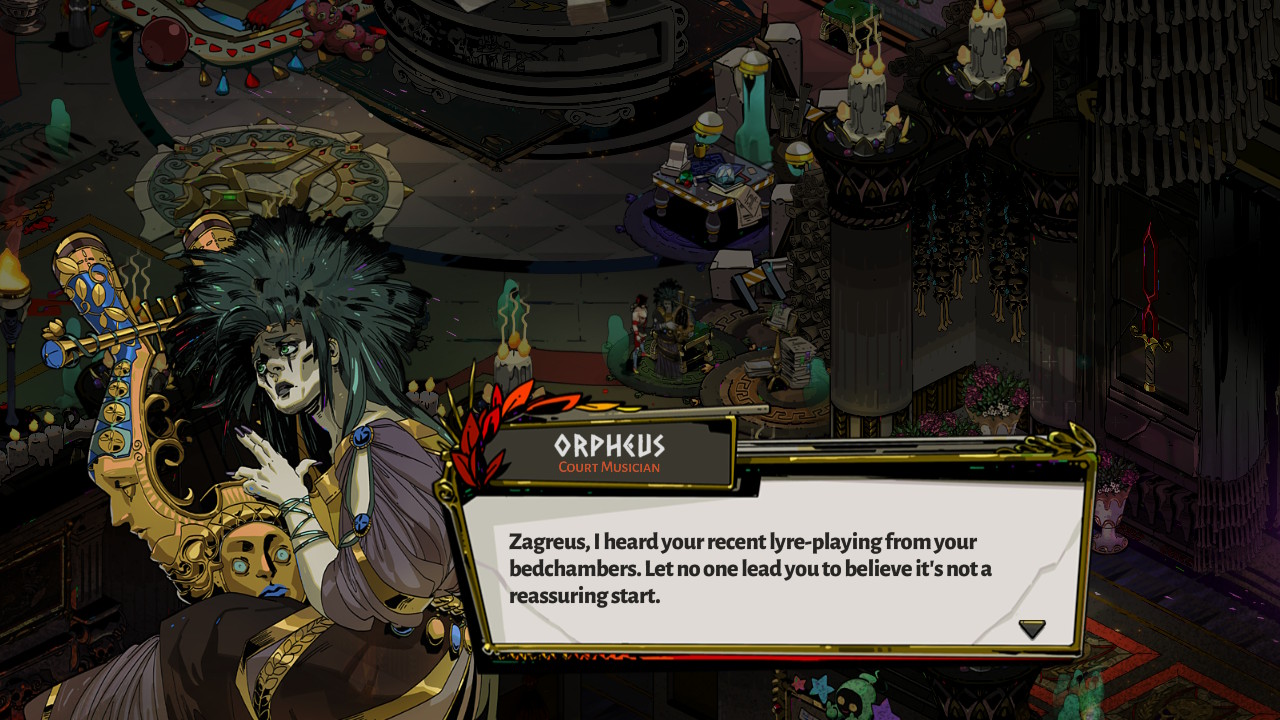 ORPHEUS
COURT MUSICIAN
Zagreus, I heard your recent lyre-playing from your
bedchambers. Let no one lead you to believe it's not a
reassuring start.